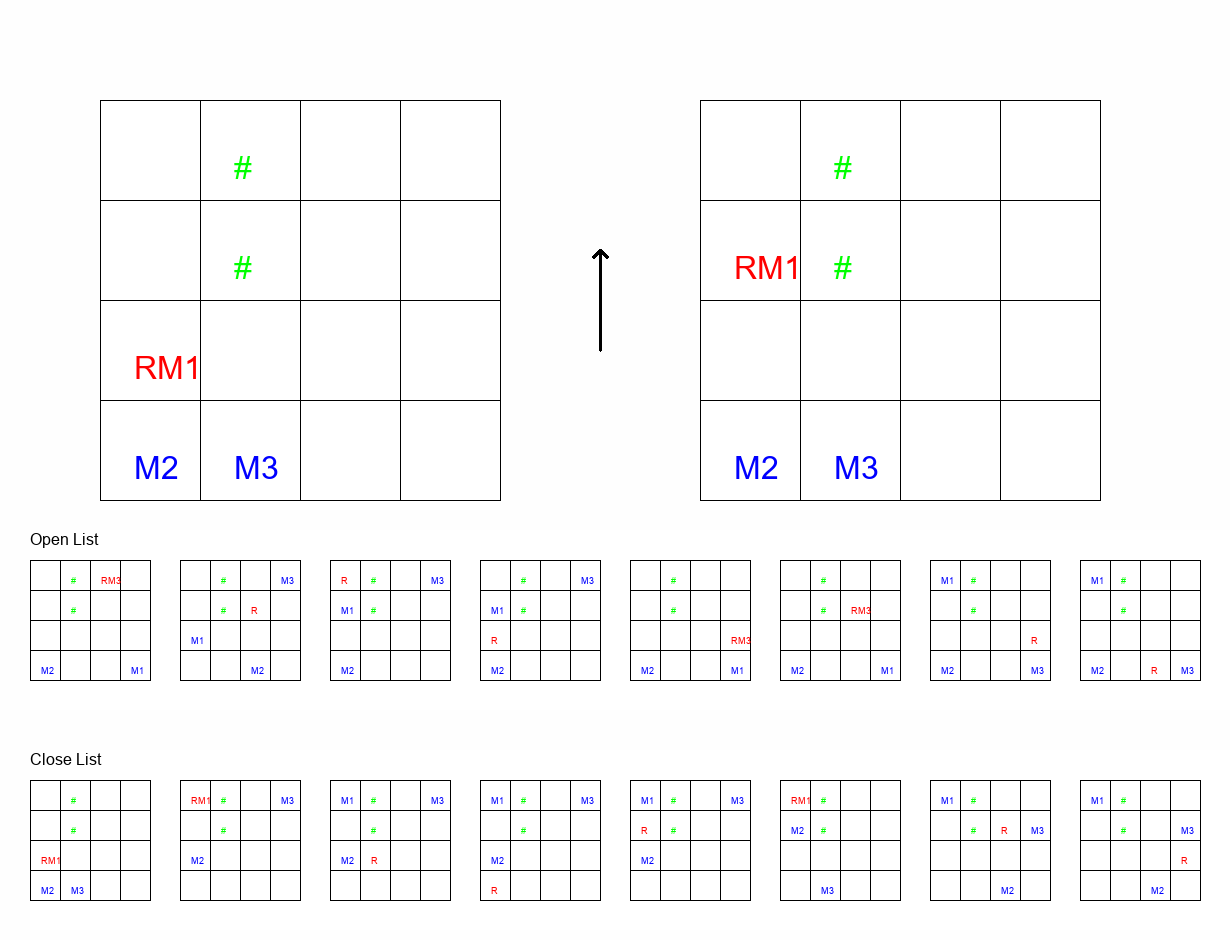 # #
# RM1 #
RM1
M2 M3 M2 M3
Open List
# RM3 # M3 R # M3 # M3 # # M1 # M1 #
# # R M1 # M1 # # # RM3 # #
M1 R RM3 R
M2 M1 M2 M2 M2 M2 M1 M2 M1 M2 M3 M2 R M3
Close List
# RM1 # M3 M1 # M3 M1 # M3 M1 # M3 RM1 # M1 # M1 #
# # # # R # M2 # # R M3 # M3
RM1 M2 M2 R M2 M2 R
M2 M3 R M3 M2 M2